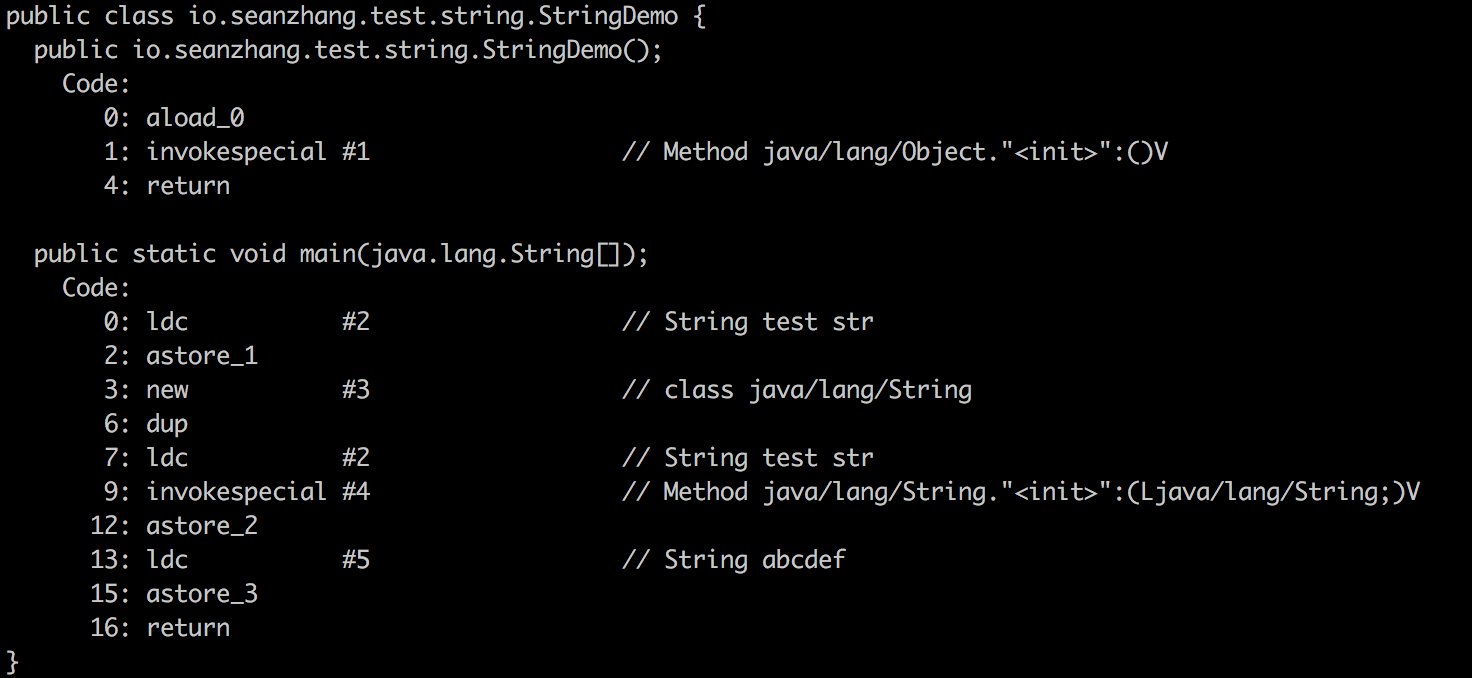 public class io.seanzhang.test.string.StringDemo {
  public io.seanzhang.test.string.StringDemo();
    Code:
       0: aload_0
       1: invokespecial #1                  // Method java/lang/Object."<init>":()V
       4: return

  public static void main(java.lang.String[]);
    Code:
       0: ldc           #2                  // String test str
       2: astore_1
       3: new           #3                  // class java/lang/String
       6: dup
       7: ldc           #2                  // String test str
       9: invokespecial #4                  // Method java/lang/String."<init>":(Ljava/lang/String;)V
      12: astore_2
      13: ldc           #5                  // String abcdef
      15: astore_3
      16: return
}